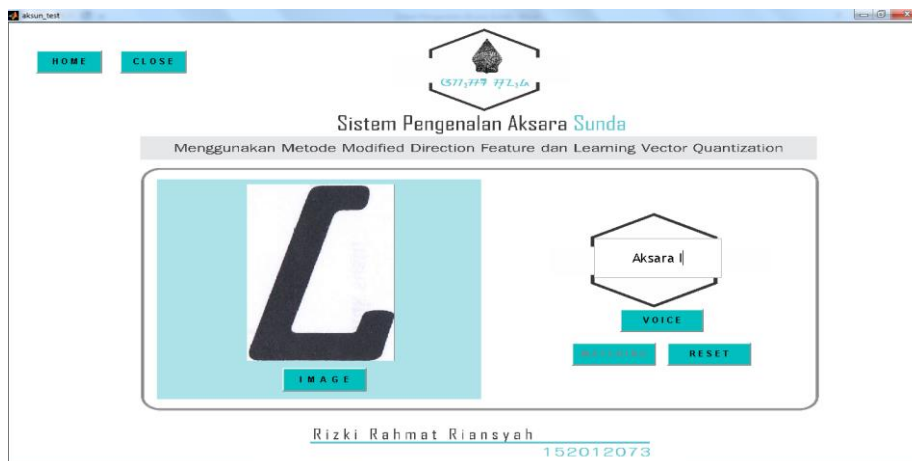 aksun_test
HOME CLOSE
Sistem Pengenalan Aksara Sunda
Menggunakan Metode Modified Direction Feature dan Learning Vector Quantization
Aksara I
VOICE
RESET
IMAGE
Rizki Rahmat Riansyah
152012073